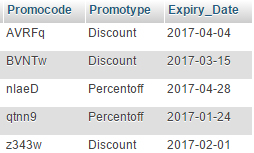 Promocode Promotype Expiry_Date
AVRFq Discount 2017-04-04
BVNTw Discount 2017-03-15
nlaeD Percentoff 2017-04-28
qtnn9 Percentoff 2017-01-24
z343w Discount 2017-02-01